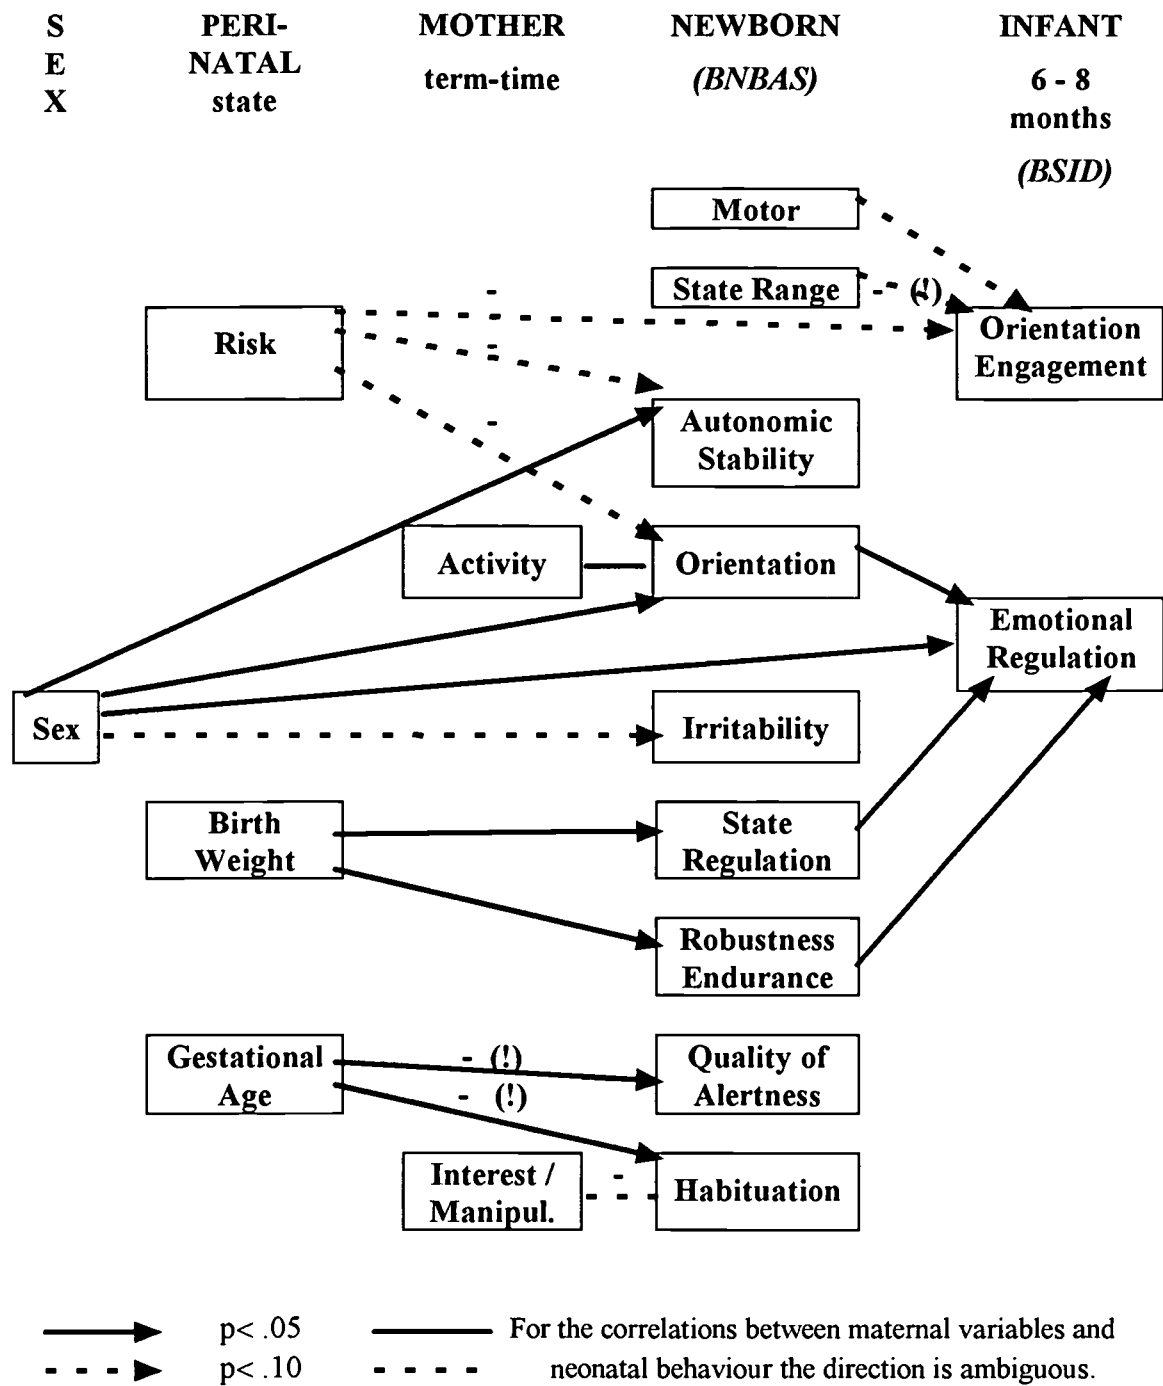 S
E
X
PERI-
NATAL
state
MOTHER
term-time
NEWBORN
(BNBAS)
INFANT
6 - 8
months
(BSID)
Motor
State Range
- (!)
-
Risk
-
-
-
Orientation
Engagement
Autonomic
Stability
Activity
Orientation
Emotional
Regulation
Sex
Irritability
Birth
Weight
State
Regulation
Robustness
Endurance
Gestational
Age
- (!)
- (!)
Quality of
Alertness
Interest /
Manipul.
-
Habituation
p< .05
For the correlations between maternal variables and
p< .10
neonatal behaviour the direction is ambiguous.